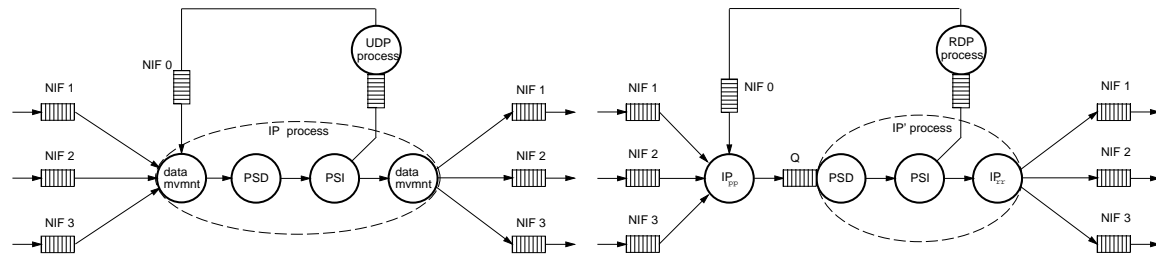 UDP
process
NIF 0
NIF 1
NIF 1
IP process
NIF 2
NIF 2
data
mvmnt
PSD
PSI
data
mvmnt
NIF 3
NIF 3
RDP
process
NIF 0
NIF 1
NIF 1
IP' process
NIF 2
Q
NIF 2
IPpp
PSD
PSI
IPrr
NIF 3
NIF 3